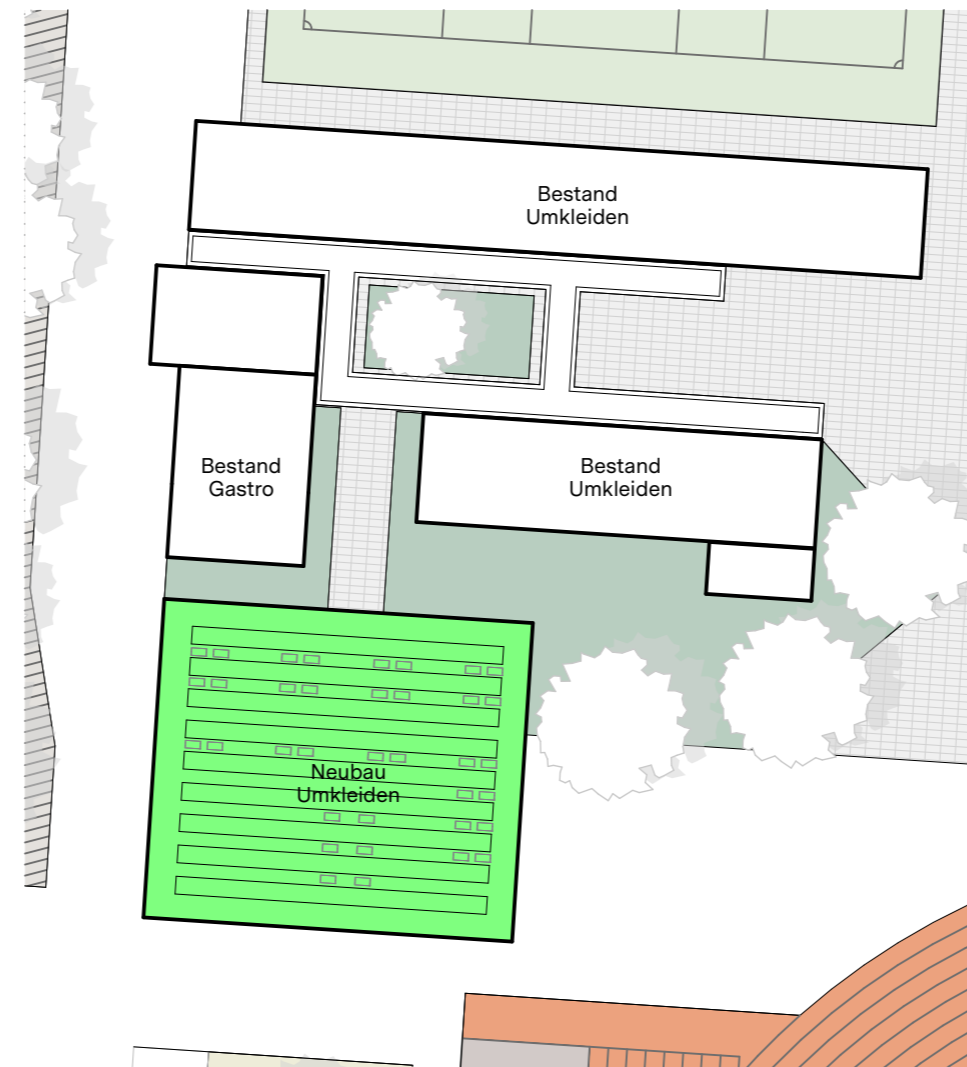 Bestand
Umkleiden
Bestand
Gastro
Bestand
Umkleiden
Neubau
Umkleiden